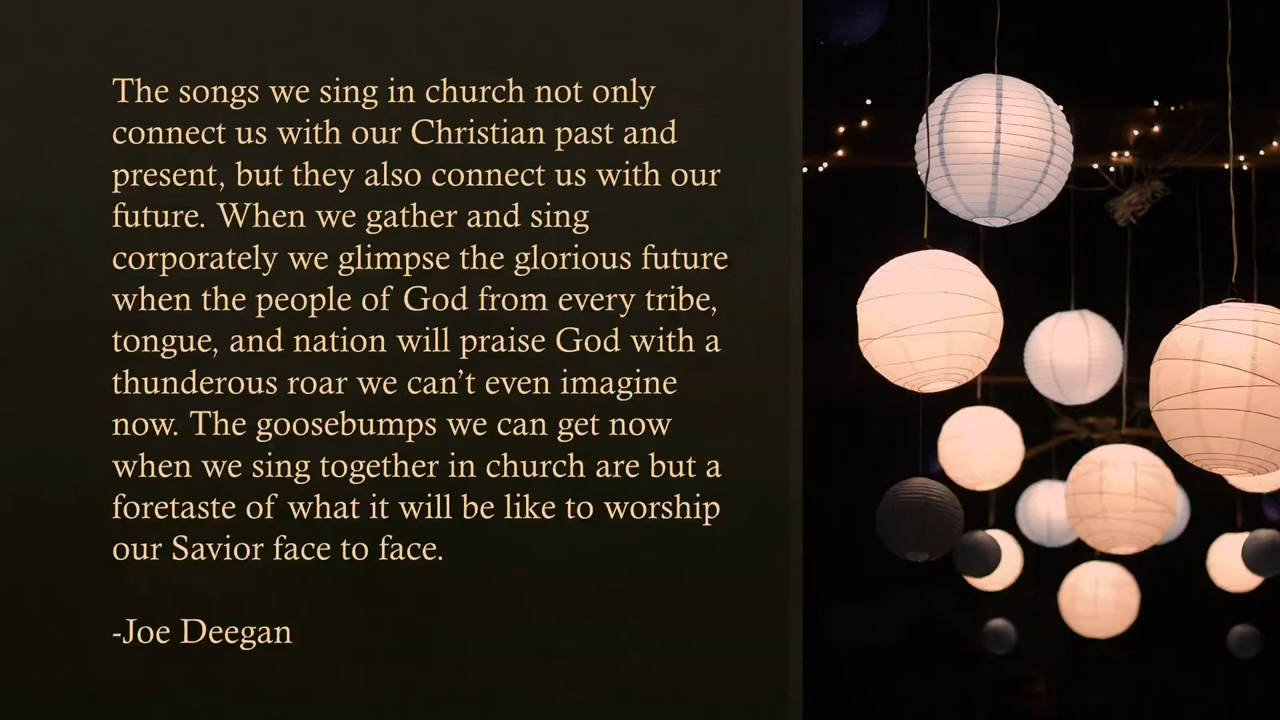 The songs we sing in church not only
connect us with our Christian past and
present, but they also connect us with our
future. When we gather and sing
corporately we glimpse the glorious future
when the people of God from every tribe,
tongue, and nation will praise God with a
thunderous roar we can’t even imagine
now. The goosebumps we can get now
when we sing together in church are but a
foretaste of what it will be like to worship
our Savior face to face.
-Joe Deegan